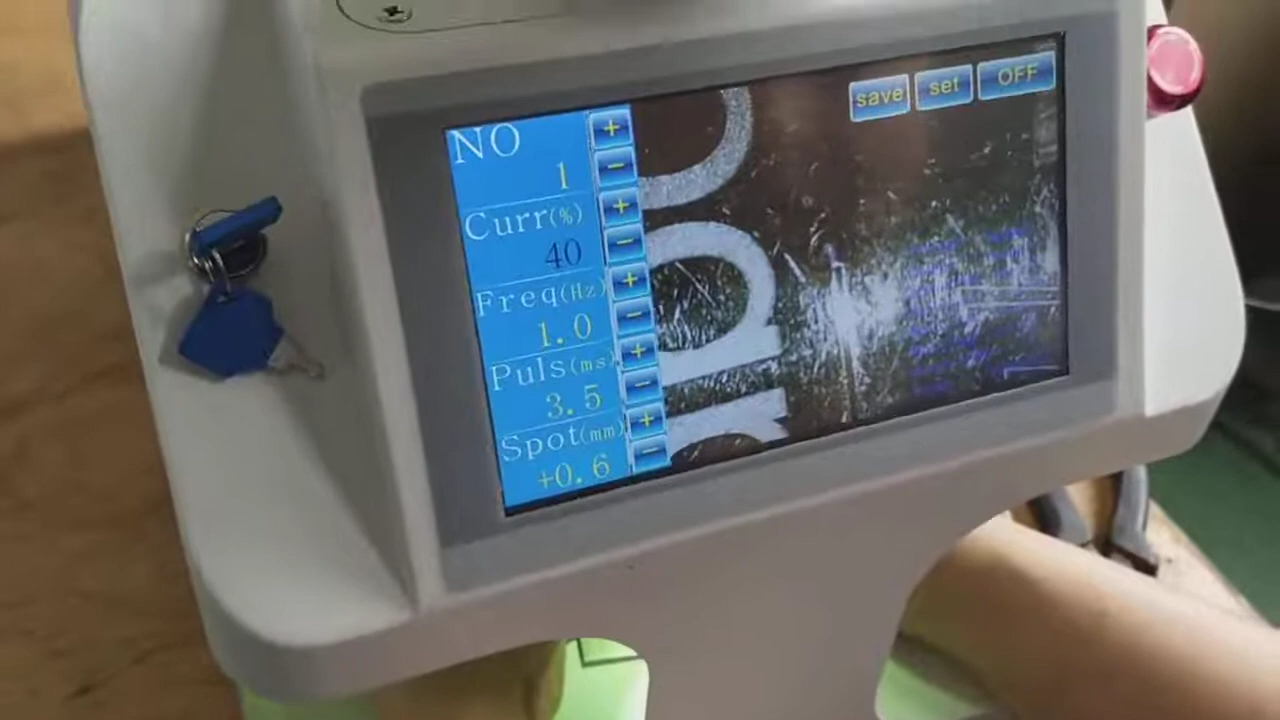 NO
1
Curr(%)
40
Freq(Hz)
1.0
Puls(ms)
3.5
Spot(mm)
+0.6
+
−
+
−
+
−
+
−
+
−
save set OFF